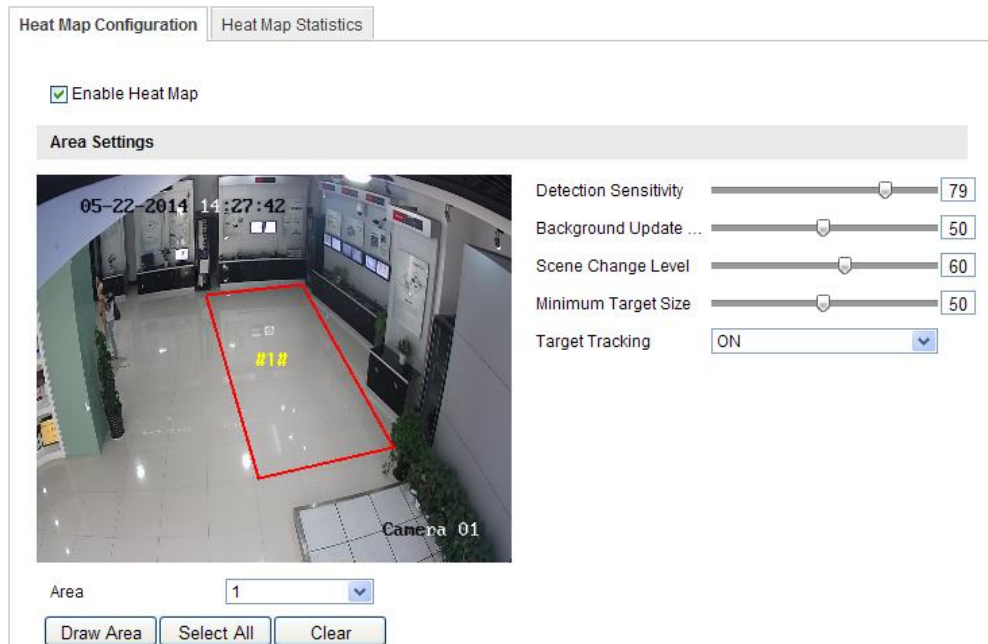 Heat Map Configuration
Heat Map Statistics
Enable Heat Map
Area Settings
05-22-2014 14:27:42
#1#
Camera 01
Detection Sensitivity 79
Background Update ... 50
Scene Change Level 60
Minimum Target Size 50
Target Tracking ON
Area 1
Draw Area Select All Clear